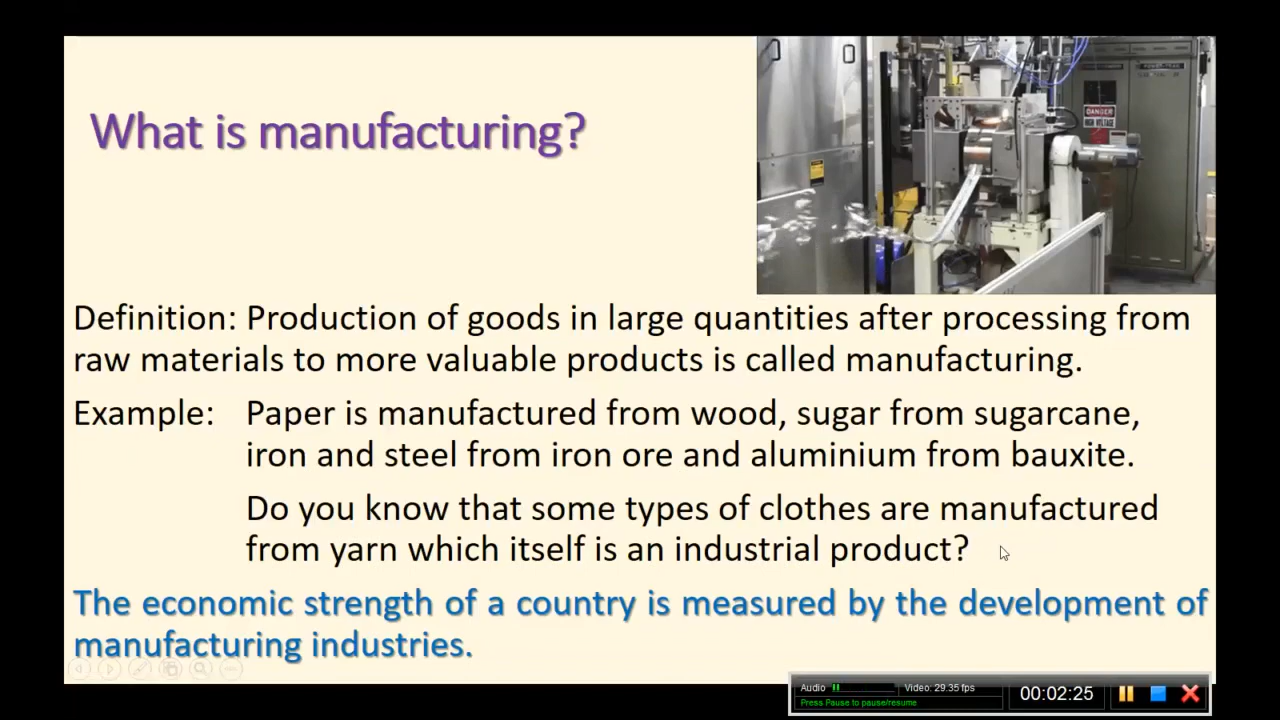 What is manufacturing?
DANGER
HIGH VOLTAGE
Definition: Production of goods in large quantities after processing from
raw materials to more valuable products is called manufacturing.
Example: Paper is manufactured from wood, sugar from sugarcane,
iron and steel from iron ore and aluminium from bauxite.
Do you know that some types of clothes are manufactured
from yarn which itself is an industrial product?
The economic strength of a country is measured by the development of
manufacturing industries.
Audio Video: 29.35 fps 00:02:25
Press Pause to pause/resume